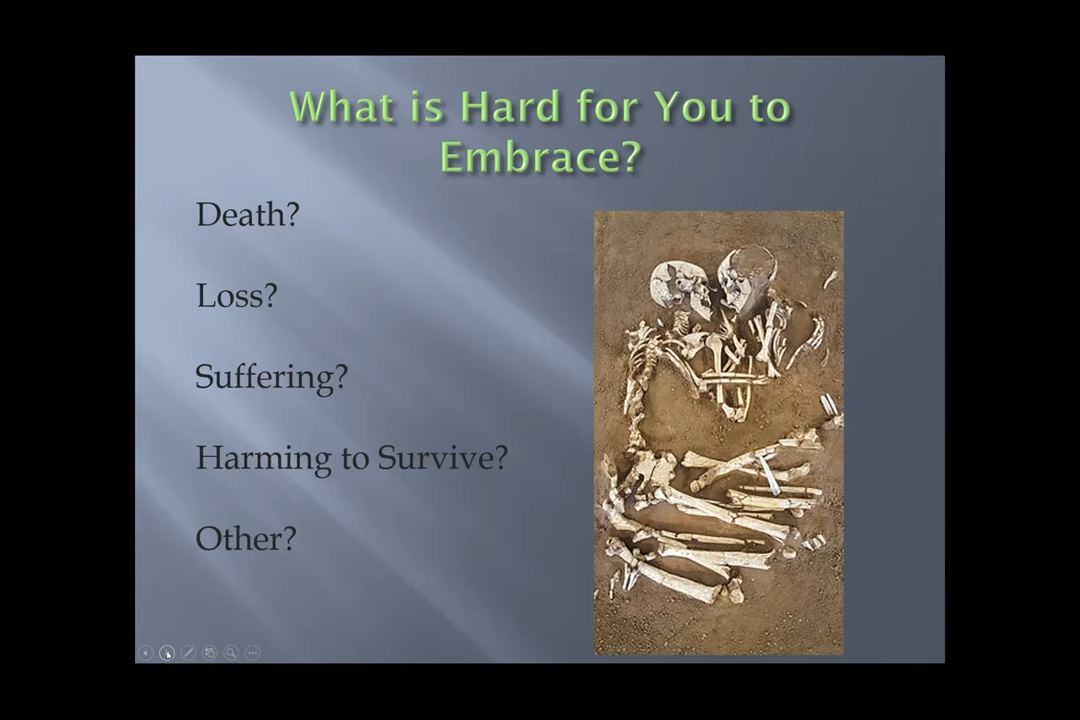 What is Hard for You to
Embrace?
Death?
Loss?
Suffering?
Harming to Survive?
Other?